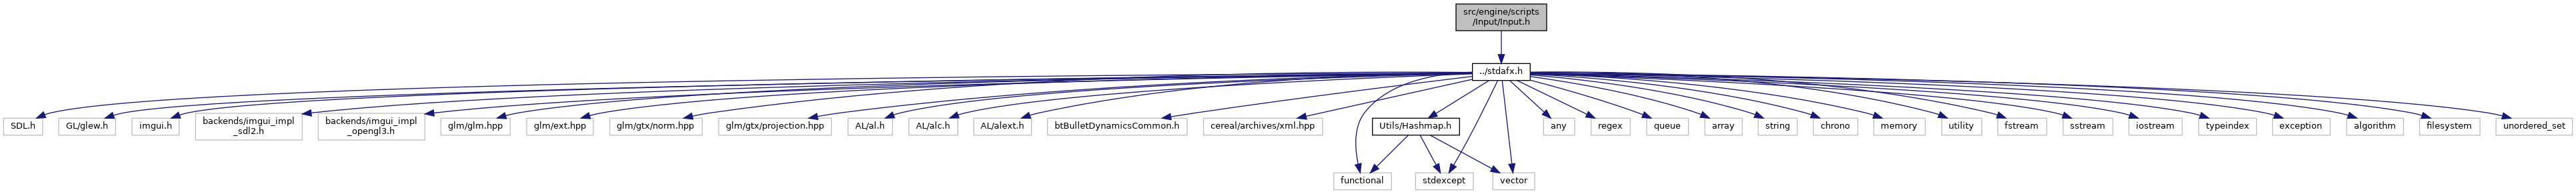 src/engine/scripts
/Input/Input.h
../stdafx.h
SDL.h
GL/glew.h
imgui.h
backends/imgui_impl
_sdl2.h
backends/imgui_impl
_opengl3.h
glm/glm.hpp
glm/ext.hpp
glm/gtx/norm.hpp
glm/gtx/projection.hpp
AL/al.h
AL/alc.h
AL/alext.h
btBulletDynamicsCommon.h
cereal/archives/xml.hpp
Utils/Hashmap.h
any
regex
queue
array
string
chrono
memory
utility
fstream
sstream
iostream
typeindex
exception
algorithm
filesystem
unordered_set
functional
stdexcept
vector